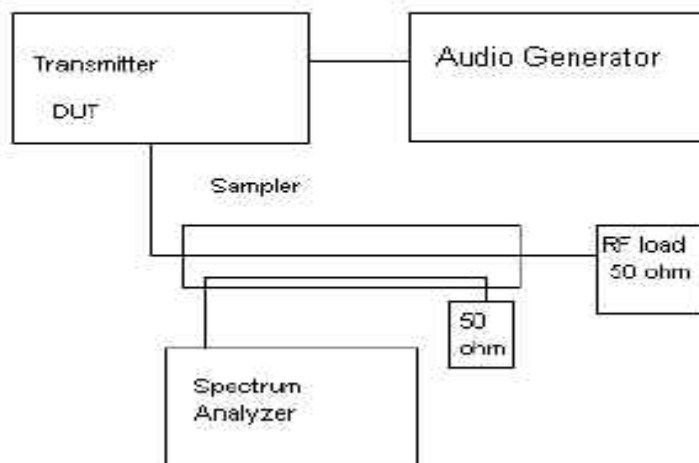 Transmitter
DUT
Audio Generator
Sampler
RF load
50 ohm
50
ohm
Spectrum
Analyzer